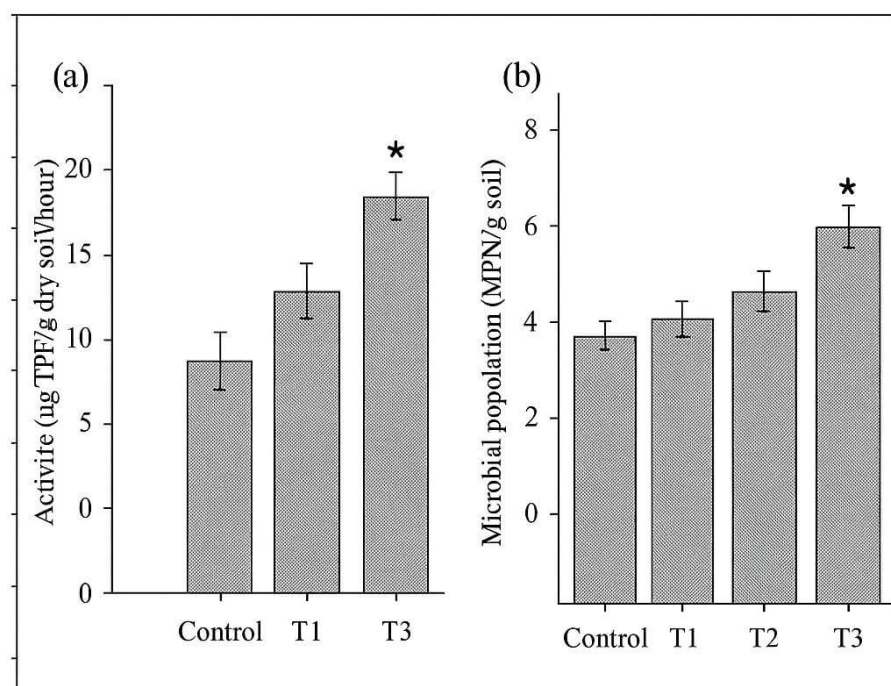 (a)
Activite (ug TPF/g dry soil/hour)
20
15
10
5
0
0
Control T1 T3
*
(b)
Microbial popolation (MPN/g soil)
8
6
4
2
0
Control T1 T2 T3
*